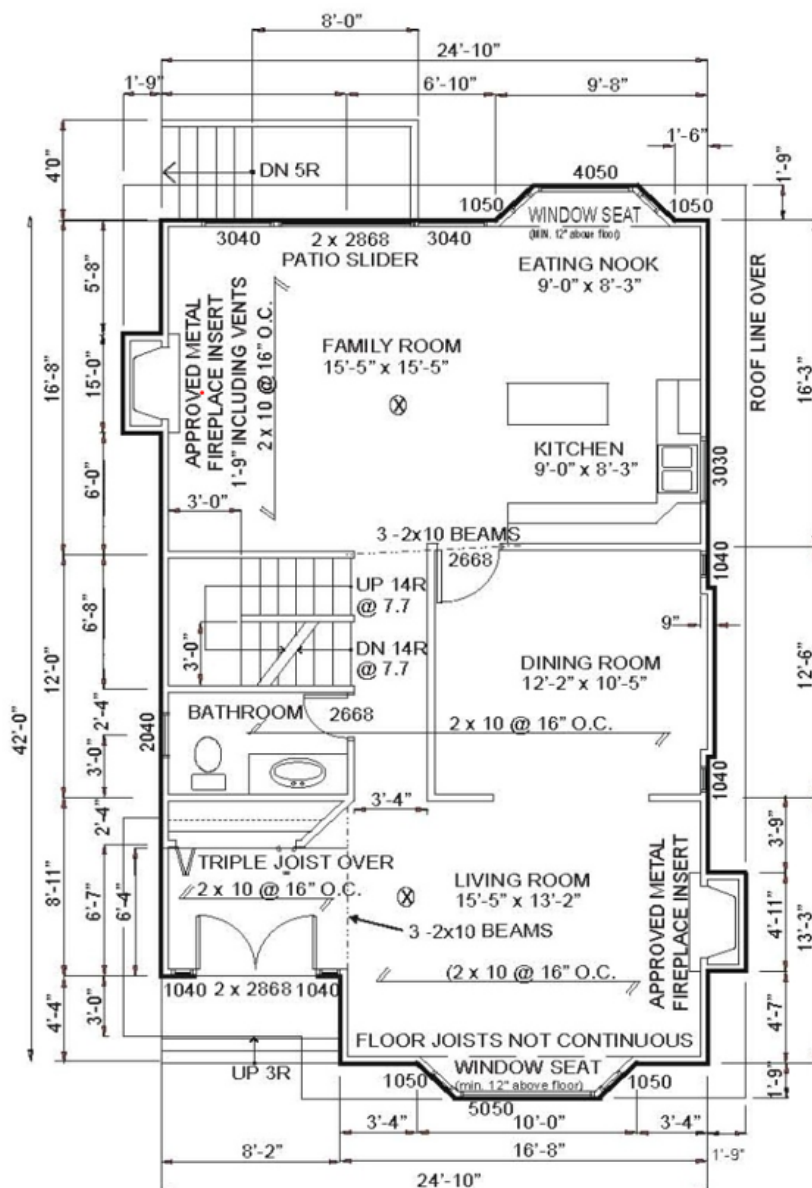 8'-0"
24'-10"
1'-9"
6'-10"
9'-8"
1'-6"
4'0"
DN 5R
4050
1'-9"
1050
1050
WINDOW SEAT
(MIN. 12" above floor)
3040
2 x 2868
3040
PATIO SLIDER
EATING NOOK
9'-0" x 8'-3"
5'-8"
16'-8"
15'-0"
6'-0"
APPROVED METAL
FIREPLACE INSERT
1'-9" INCLUDING VENTS
2 x 10 @ 16" O.C.
FAMILY ROOM
15'-5" x 15'-5"
X
ROOF LINE OVER
16'-3"
KITCHEN
9'-0" x 8'-3"
3030
3'-0"
3 -2x10 BEAMS
2668
1040
UP 14R
@ 7.7
6'-8"
12'-0"
3'-0"
DN 14R
@ 7.7
9"
DINING ROOM
12'-2" x 10'-5"
12'-6"
42'-0"
2'-4"
2040
BATHROOM
2668
2 x 10 @ 16" O.C.
3'-0"
1040
3'-4"
2'-4"
3'-9"
8'-11"
6'-7"
6'-4"
TRIPLE JOIST OVER
2 x 10 @ 16" O.C.
X
LIVING ROOM
15'-5" x 13'-2"
3 -2x10 BEAMS
APPROVED METAL
FIREPLACE INSERT
4'-11"
13'-3"
(2 x 10 @ 16" O.C.
1040
2 x 2868
1040
4'-4"
3'-0"
4'-7"
FLOOR JOISTS NOT CONTINUOUS
UP 3R
1050
WINDOW SEAT
(min. 12" above floor)
1050
5050
1'-9"
3'-4"
10'-0"
3'-4"
8'-2"
16'-8"
1'-9"
24'-10"